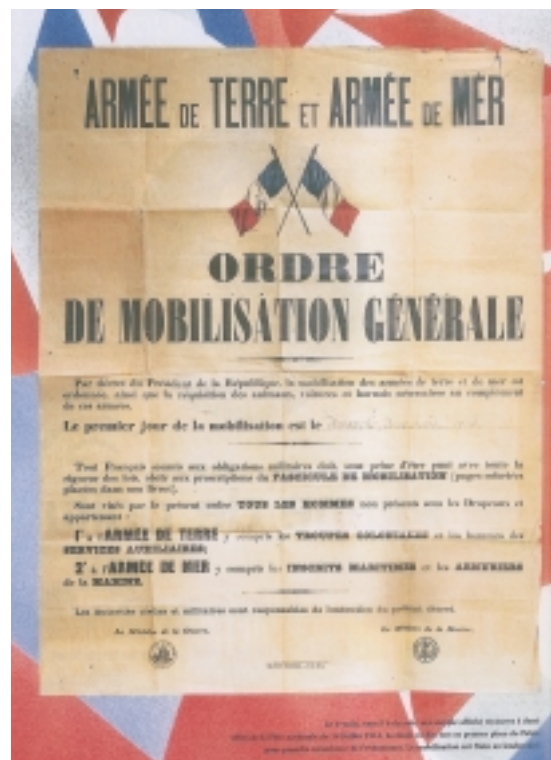 ARMÉE DE TERRE ET ARMÉE DE MER
ORDRE
DE MOBILISATION GÉNÉRALE
Par décret du Président de la République, la mobilisation des armées de terre et de mer est
ordonnée, ainsi que la réquisition des animaux, voitures et harnais nécessaires au complément
de ces armées.
Le premier jour de la mobilisation est le
Tout Français soumis aux obligations militaires doit, sous peine d'être puni avec toute la
rigueur des lois, obéir aux prescriptions du FASCICULE DE MOBILISATION (pages coloriées
placées dans son livret).
Sont visés par le présent ordre TOUS LES HOMMES non présents sous les Drapeaux et
appartenant :
1° à l'ARMÉE DE TERRE y compris les TROUPES COLONIALES et les hommes des
SERVICES AUXILIAIRES;
2° à l'ARMÉE DE MER y compris les INSCRITS MARITIMES et les ARMURIERS
de la MARINE.
Les Autorités civiles et militaires sont responsables de l'exécution du présent décret.
Le Ministre de la Guerre, Le Ministre de la Marine,